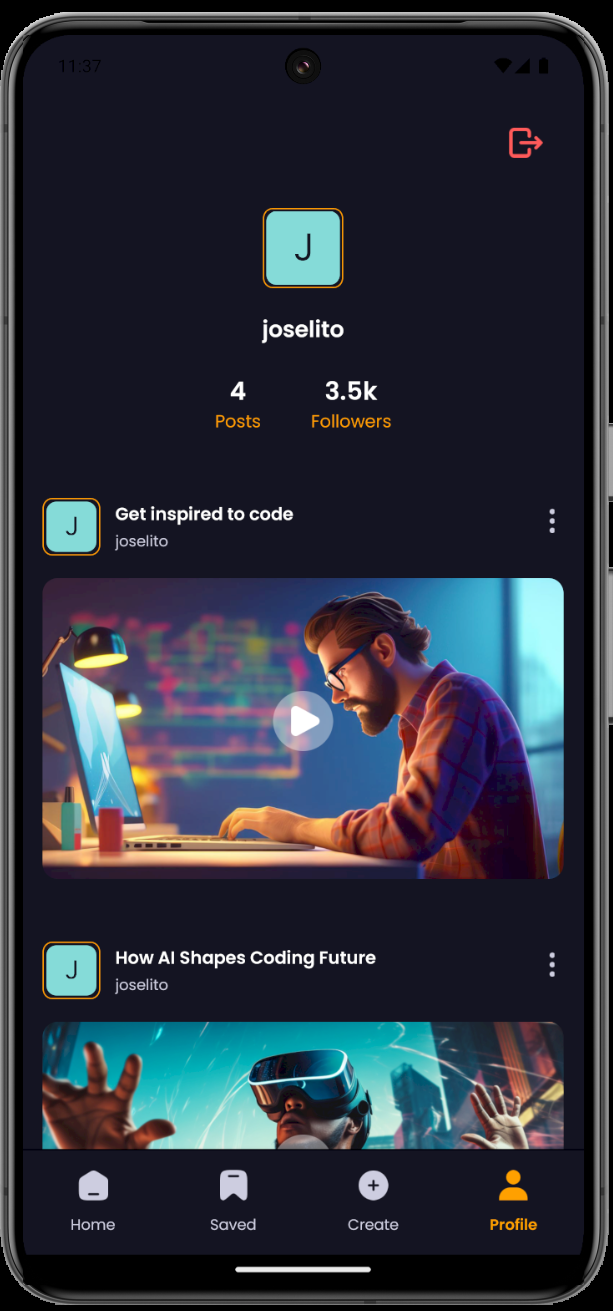 11:37
J
joselito
4 3.5k
Posts Followers
J
Get inspired to code
joselito
J
How AI Shapes Coding Future
joselito
Home Saved Create Profile